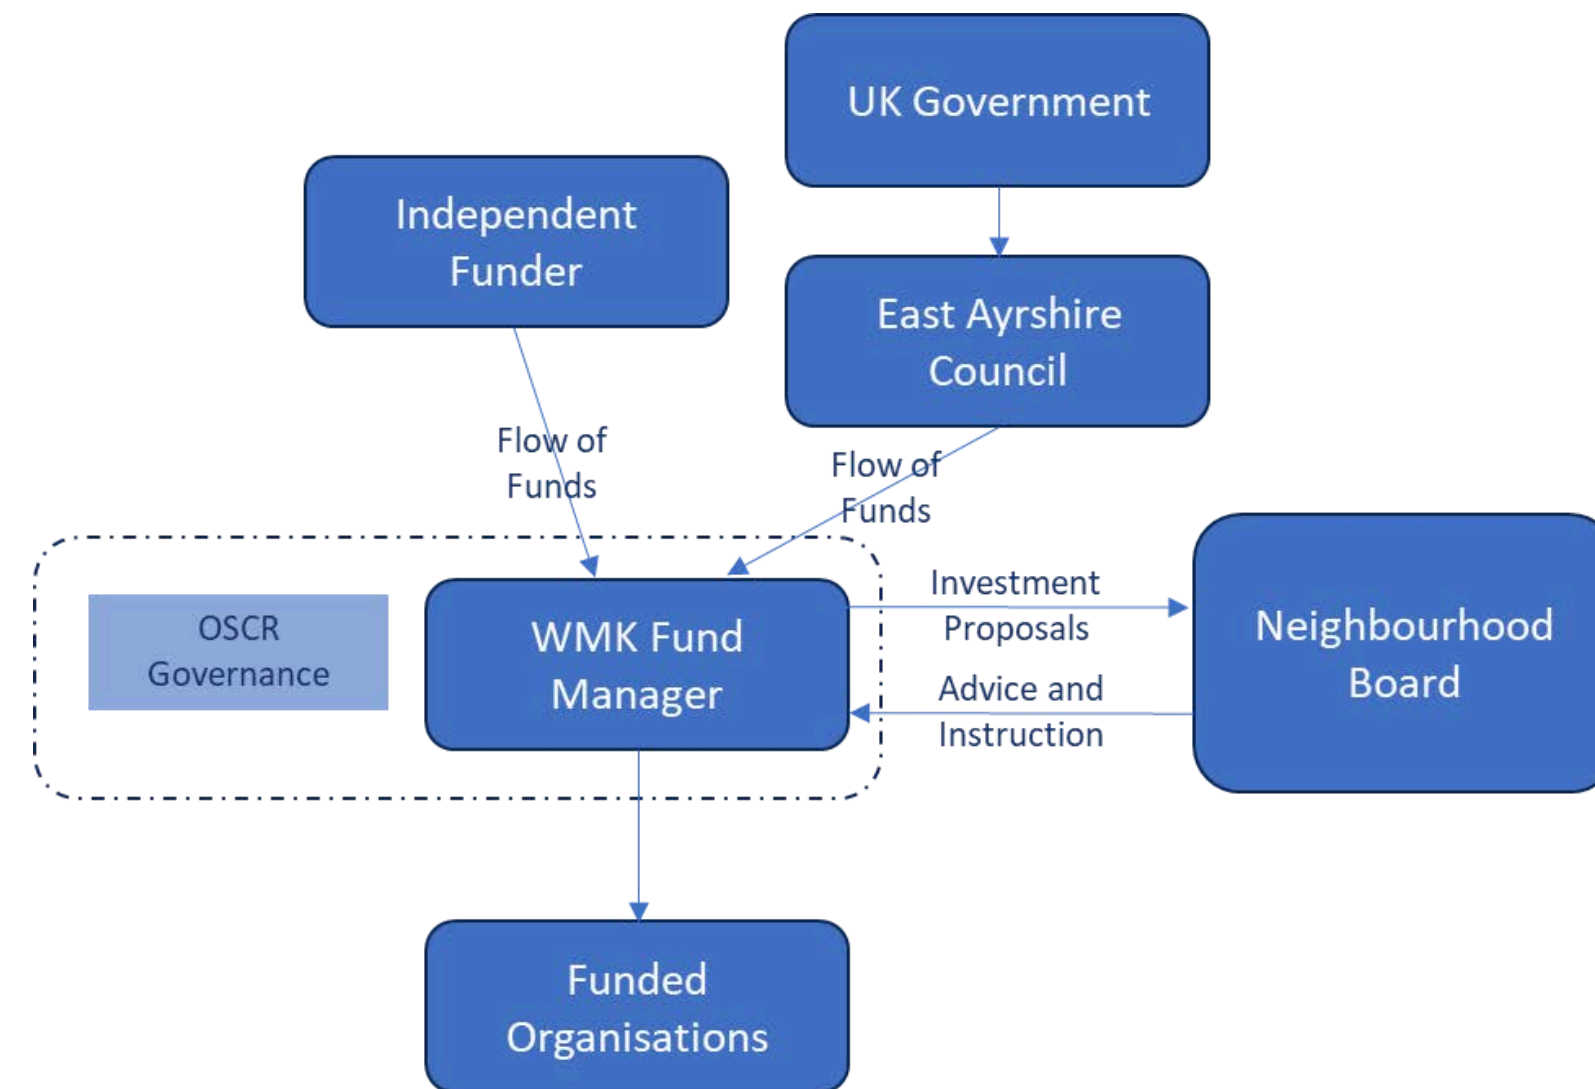 UK Government
Independent
Funder
East Ayrshire
Council
Flow of
Funds
Flow of
Funds
OSCR
Governance
WMK Fund
Manager
Investment
Proposals
Advice and
Instruction
Neighbourhood
Board
Funded
Organisations